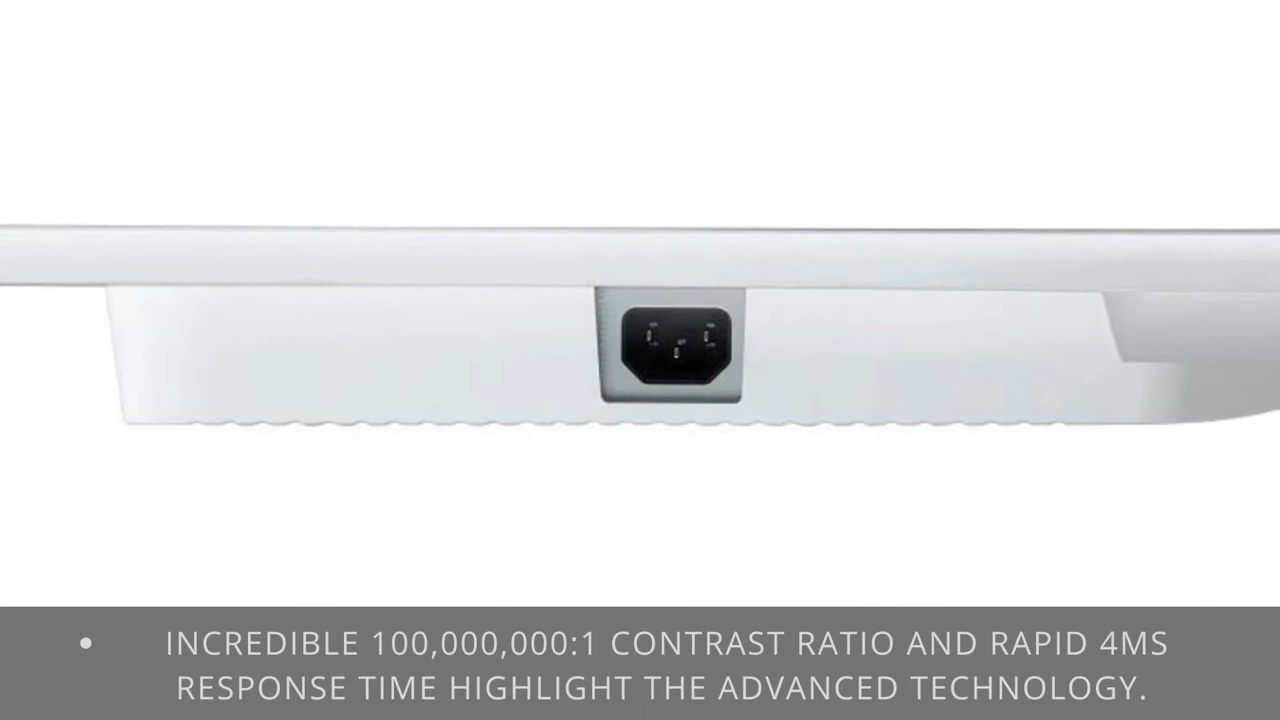 • INCREDIBLE 100,000,000:1 CONTRAST RATIO AND RAPID 4MS
RESPONSE TIME HIGHLIGHT THE ADVANCED TECHNOLOGY.